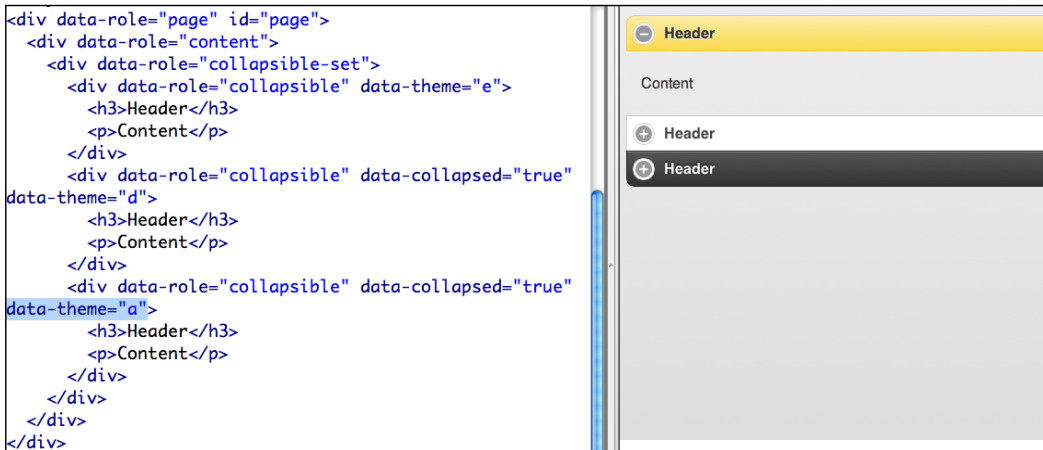 <div data-role="page" id="page">
  <div data-role="content">
    <div data-role="collapsible-set">
      <div data-role="collapsible" data-theme="e">
        <h3>Header</h3>
        <p>Content</p>
      </div>
      <div data-role="collapsible" data-collapsed="true"
data-theme="d">
        <h3>Header</h3>
        <p>Content</p>
      </div>
      <div data-role="collapsible" data-collapsed="true"
data-theme="a">
        <h3>Header</h3>
        <p>Content</p>
      </div>
    </div>
  </div>
</div>
Header
Content
Header
Header